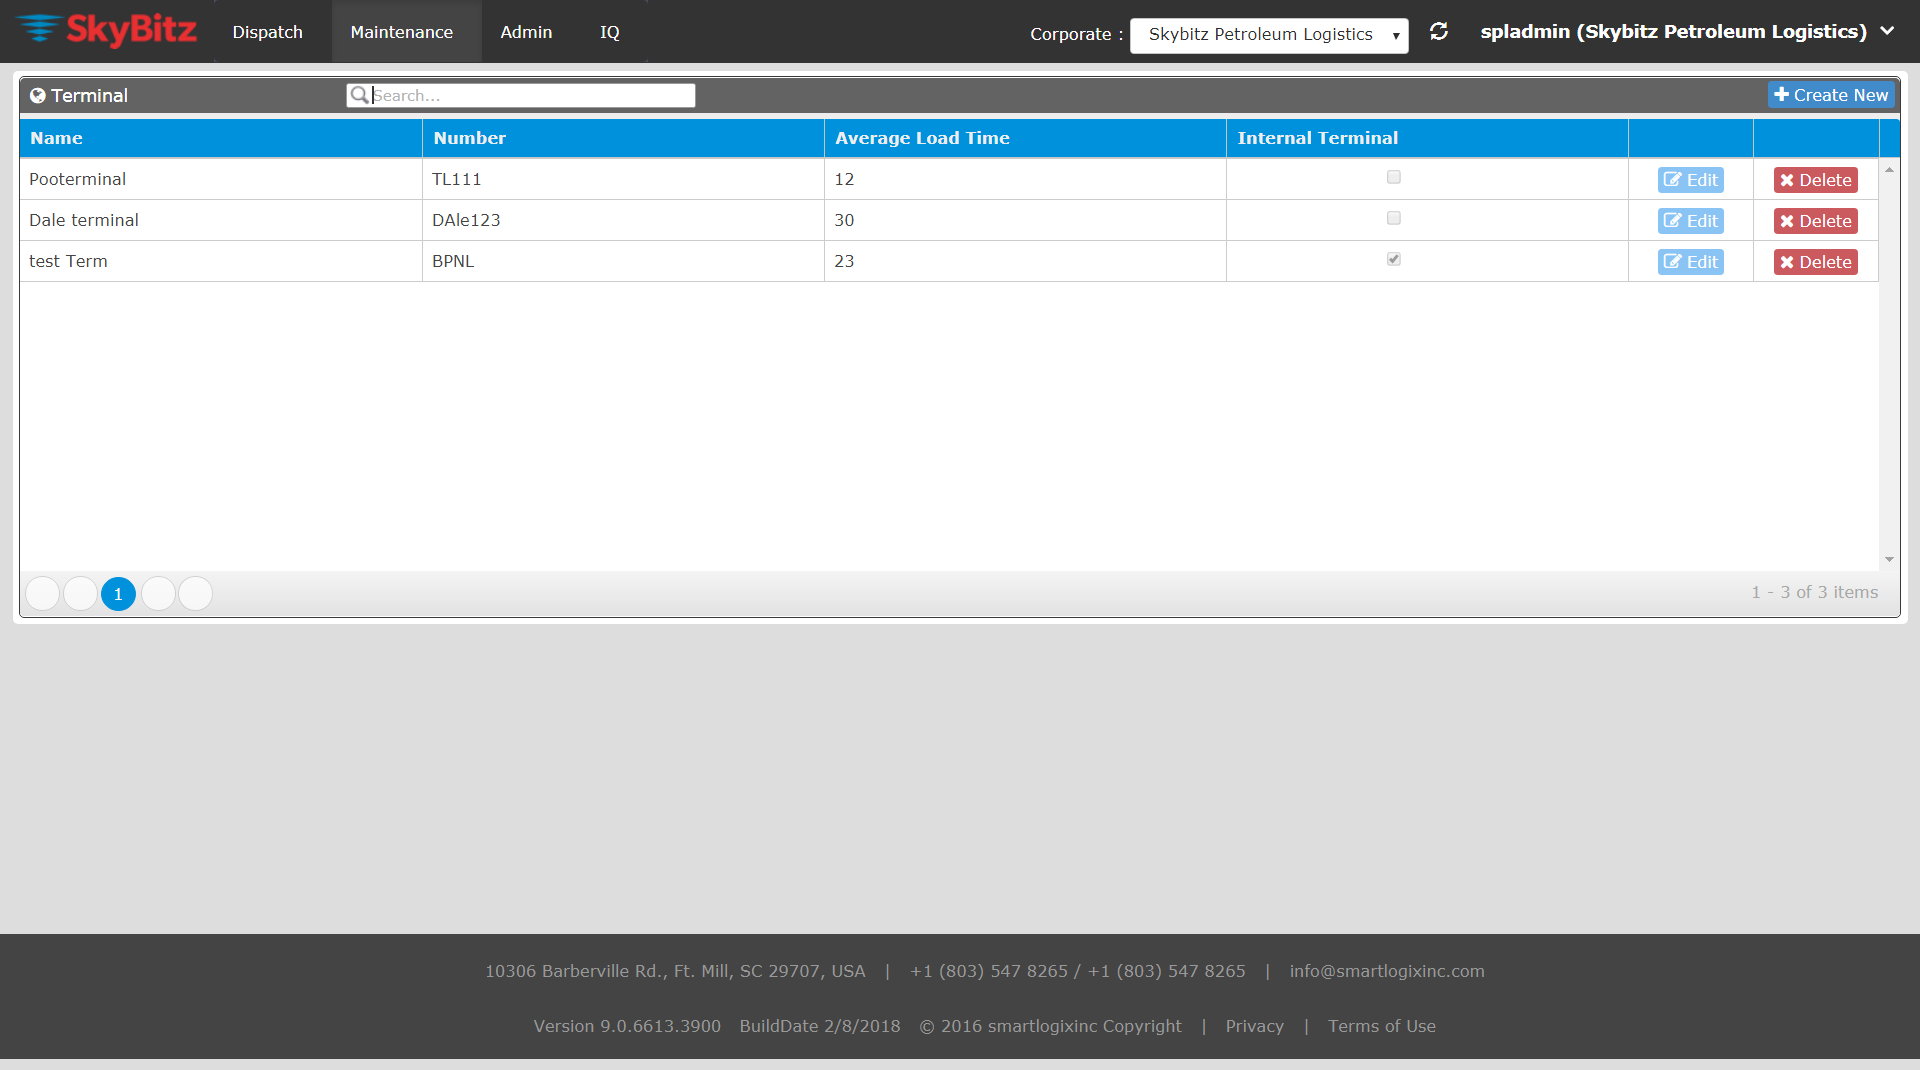 SkyBitz Dispatch Maintenance Admin IQ Corporate : Skybitz Petroleum Logistics spladmin (Skybitz Petroleum Logistics)
Terminal Search... Create New
Name Number Average Load Time Internal Terminal
Pooterminal TL111 12 Edit Delete
Dale terminal DAle123 30 Edit Delete
test Term BPNL 23 Edit Delete
1 1 - 3 of 3 items
10306 Barberville Rd., Ft. Mill, SC 29707, USA | +1 (803) 547 8265 / +1 (803) 547 8265 | info@smartlogixinc.com
Version 9.0.6613.3900 BuildDate 2/8/2018 © 2016 smartlogixinc Copyright | Privacy | Terms of Use